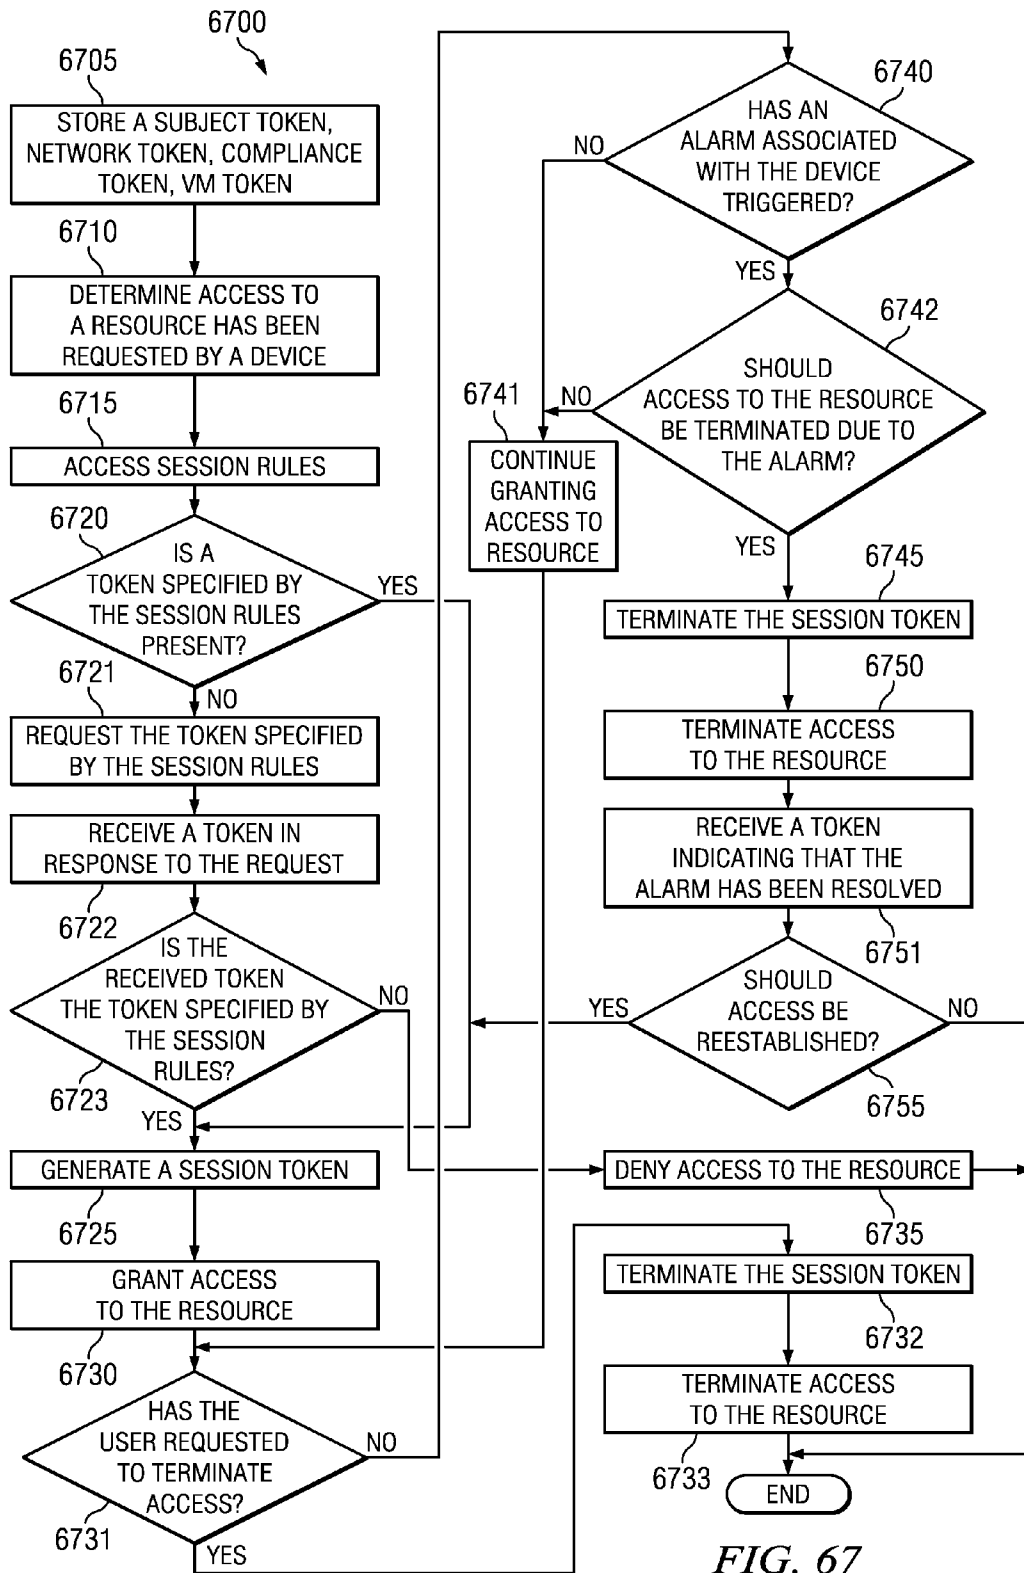 6700
6705
STORE A SUBJECT TOKEN,
NETWORK TOKEN, COMPLIANCE
TOKEN, VM TOKEN
6710
DETERMINE ACCESS TO
A RESOURCE HAS BEEN
REQUESTED BY A DEVICE
6715
ACCESS SESSION RULES
6720
IS A
TOKEN SPECIFIED BY
THE SESSION RULES
PRESENT?
YES
6721
NO
REQUEST THE TOKEN SPECIFIED
BY THE SESSION RULES
RECEIVE A TOKEN IN
RESPONSE TO THE REQUEST
6722
IS THE
RECEIVED TOKEN
THE TOKEN SPECIFIED BY
THE SESSION
RULES?
NO
6723
YES
GENERATE A SESSION TOKEN
6725
GRANT ACCESS
TO THE RESOURCE
6730
HAS THE
USER REQUESTED
TO TERMINATE
ACCESS?
NO
6731
YES
6740
HAS AN
ALARM ASSOCIATED
WITH THE DEVICE
TRIGGERED?
NO
YES
6742
SHOULD
ACCESS TO THE RESOURCE
BE TERMINATED DUE TO
THE ALARM?
NO
YES
6741
CONTINUE
GRANTING
ACCESS TO
RESOURCE
6745
TERMINATE THE SESSION TOKEN
6750
TERMINATE ACCESS
TO THE RESOURCE
RECEIVE A TOKEN
INDICATING THAT THE
ALARM HAS BEEN RESOLVED
6751
SHOULD
ACCESS BE
REESTABLISHED?
YES
NO
6755
DENY ACCESS TO THE RESOURCE
6735
TERMINATE THE SESSION TOKEN
6732
TERMINATE ACCESS
TO THE RESOURCE
6733
END
FIG. 67